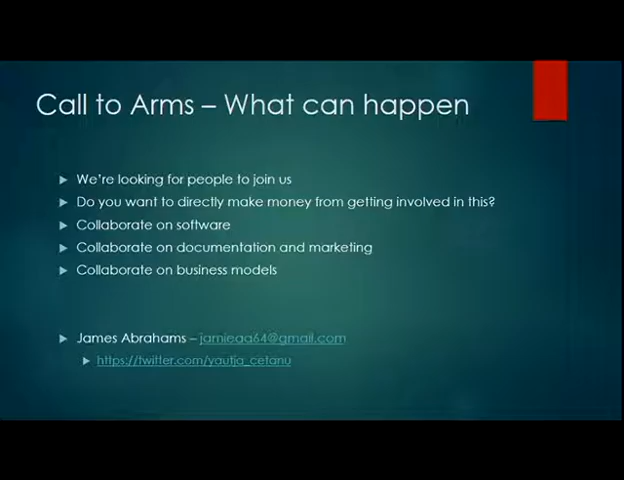 Call to Arms – What can happen
We're looking for people to join us
Do you want to directly make money from getting involved in this?
Collaborate on software
Collaborate on documentation and marketing
Collaborate on business models
James Abrahams – jamieaa64@gmail.com
https://twitter.com/yautja_cetanu